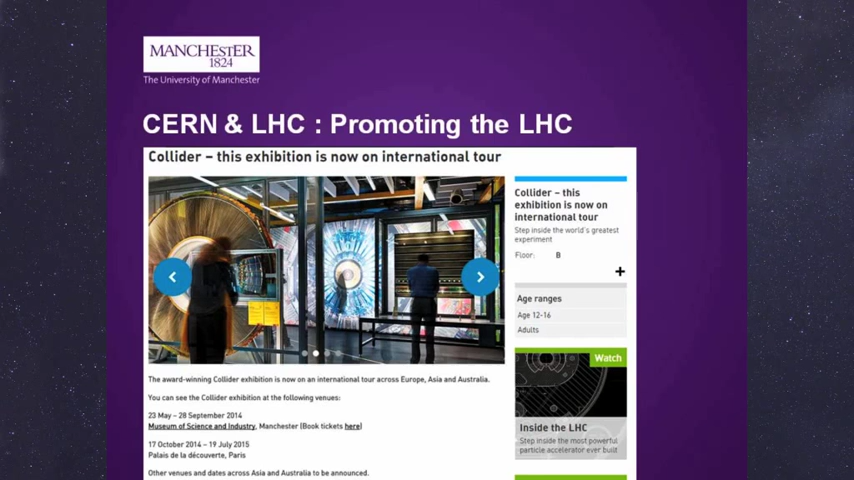 MANCHESTER
1824
The University of Manchester
CERN & LHC : Promoting the LHC
Collider – this exhibition is now on international tour
Collider – this
exhibition is now on
international tour
Step inside the world's greatest
experiment
Floor: B
+
Age ranges
Age 12-16
Adults
Watch
Inside the LHC
Step inside the most powerful
particle accelerator ever built
The award-winning Collider exhibition is now on an international tour across Europe, Asia and Australia.
You can see the Collider exhibition at the following venues:
23 May – 28 September 2014
Museum of Science and Industry, Manchester (Book tickets here)
17 October 2014 – 19 July 2015
Palais de la découverte, Paris
Other venues and dates across Asia and Australia to be announced.